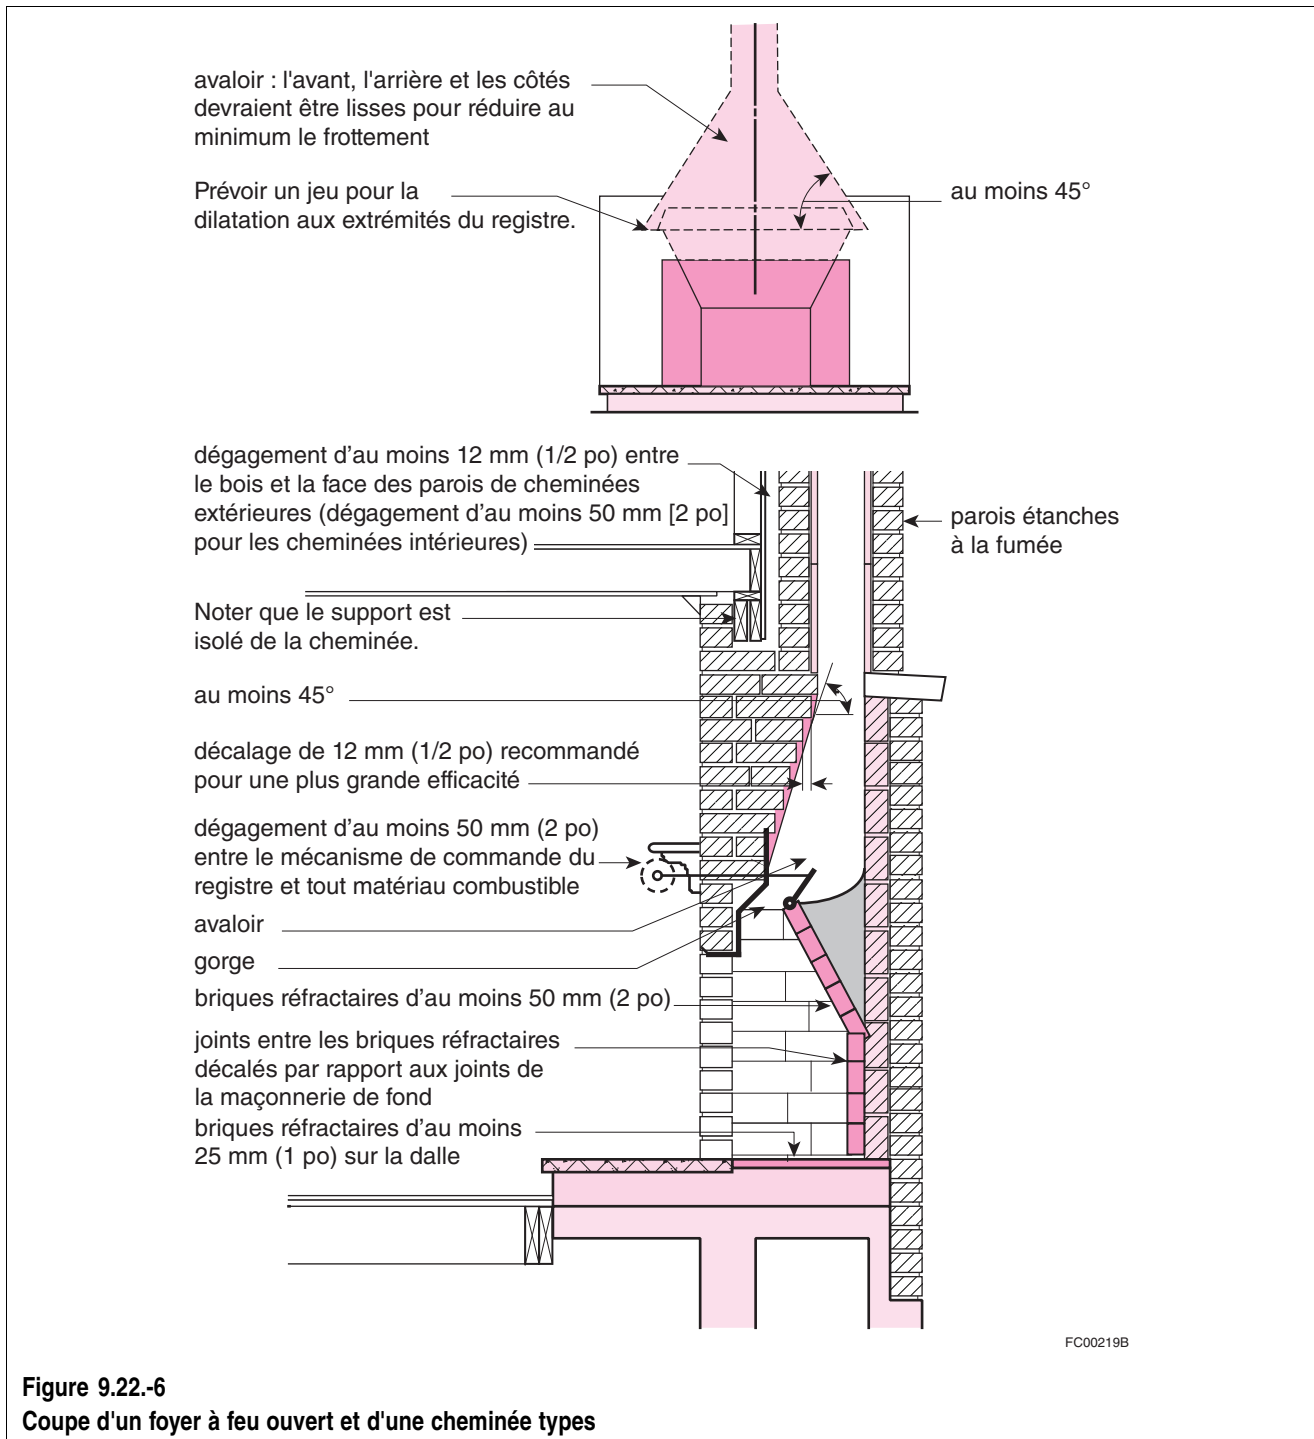 avaloir : l'avant, l'arrière et les côtés
devraient être lisses pour réduire au
minimum le frottement
Prévoir un jeu pour la
dilatation aux extrémités du registre.
au moins 45°
dégagement d’au moins 12 mm (1/2 po) entre
le bois et la face des parois de cheminées
extérieures (dégagement d’au moins 50 mm [2 po]
pour les cheminées intérieures)
parois étanches
à la fumée
Noter que le support est
isolé de la cheminée.
au moins 45°
décalage de 12 mm (1/2 po) recommandé
pour une plus grande efficacité
dégagement d’au moins 50 mm (2 po)
entre le mécanisme de commande du
registre et tout matériau combustible
avaloir
gorge
briques réfractaires d’au moins 50 mm (2 po)
joints entre les briques réfractaires
décalés par rapport aux joints de
la maçonnerie de fond
briques réfractaires d’au moins
25 mm (1 po) sur la dalle
FC00219B
Figure 9.22.-6
Coupe d'un foyer à feu ouvert et d'une cheminée types